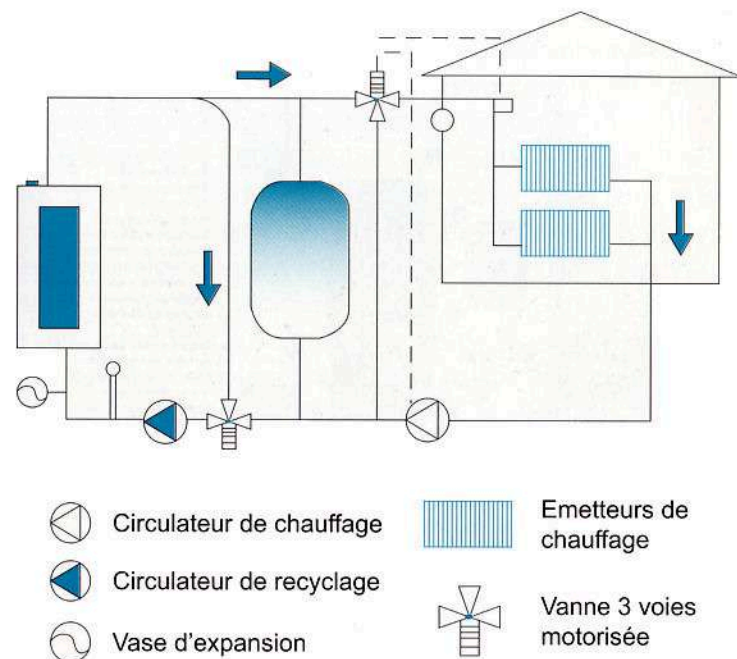 Circulateur de chauffage
Circulateur de recyclage
Vase d'expansion
Emetteurs de
chauffage
Vanne 3 voies
motorisée